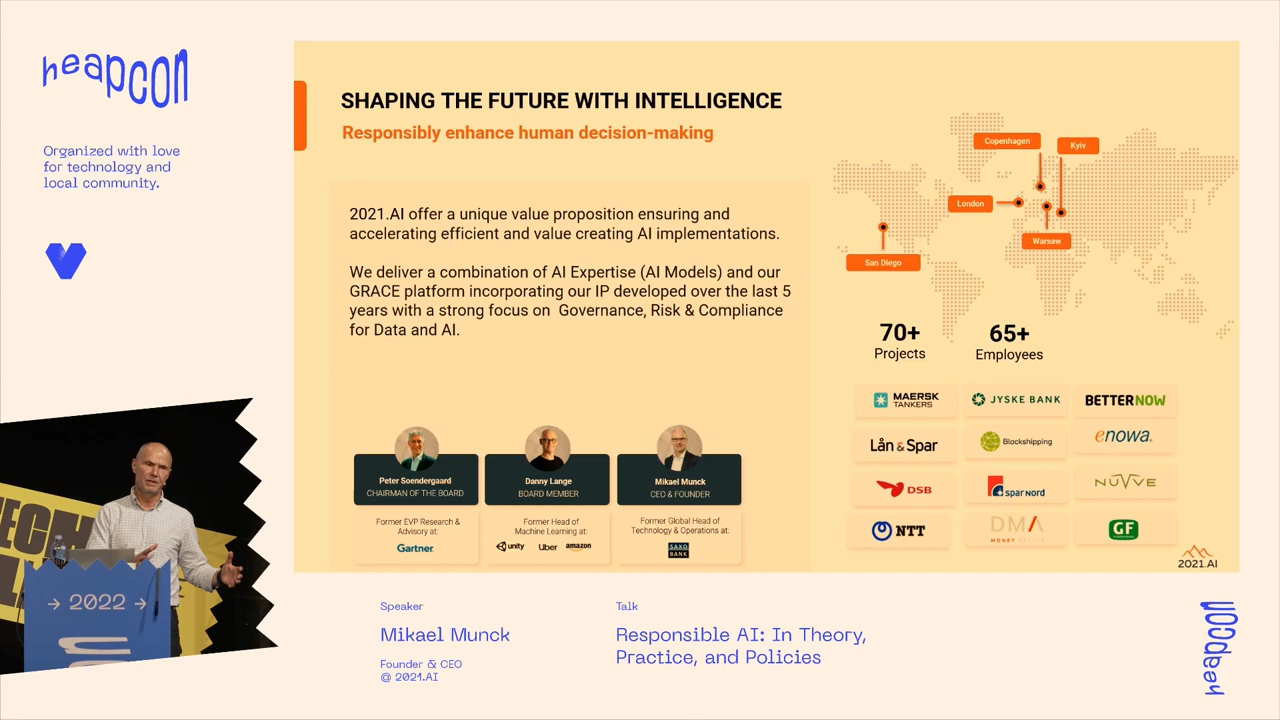 heapcon
Organized with love
for technology and
local community.
SHAPING THE FUTURE WITH INTELLIGENCE
Responsibly enhance human decision-making
2021.AI offer a unique value proposition ensuring and
accelerating efficient and value creating AI implementations.
We deliver a combination of AI Expertise (AI Models) and our
GRACE platform incorporating our IP developed over the last 5
years with a strong focus on Governance, Risk & Compliance
for Data and AI.
Copenhagen
Kyiv
London
Warsaw
San Diego
70+
Projects
65+
Employees
Peter Soendergaard
CHAIRMAN OF THE BOARD
Former EVP Research &
Advisory at:
Gartner
Danny Lange
BOARD MEMBER
Former Head of
Machine Learning at:
unity Uber amazon
Mikael Munck
CEO & FOUNDER
Former Global Head of
Technology & Operations at:
SAXO
BANK
MAERSK
TANKERS
JYSKE BANK
BETTERNOW
Lån & Spar
Blockshipping
enowa
DSB
SPAR NORD
NUVVE
NTT
DMA
MONEY
GF
2021.AI
→ 2022 →
Speaker
Mikael Munck
Founder & CEO
@ 2021.AI
Talk
Responsible AI: In Theory,
Practice, and Policies
heapcon